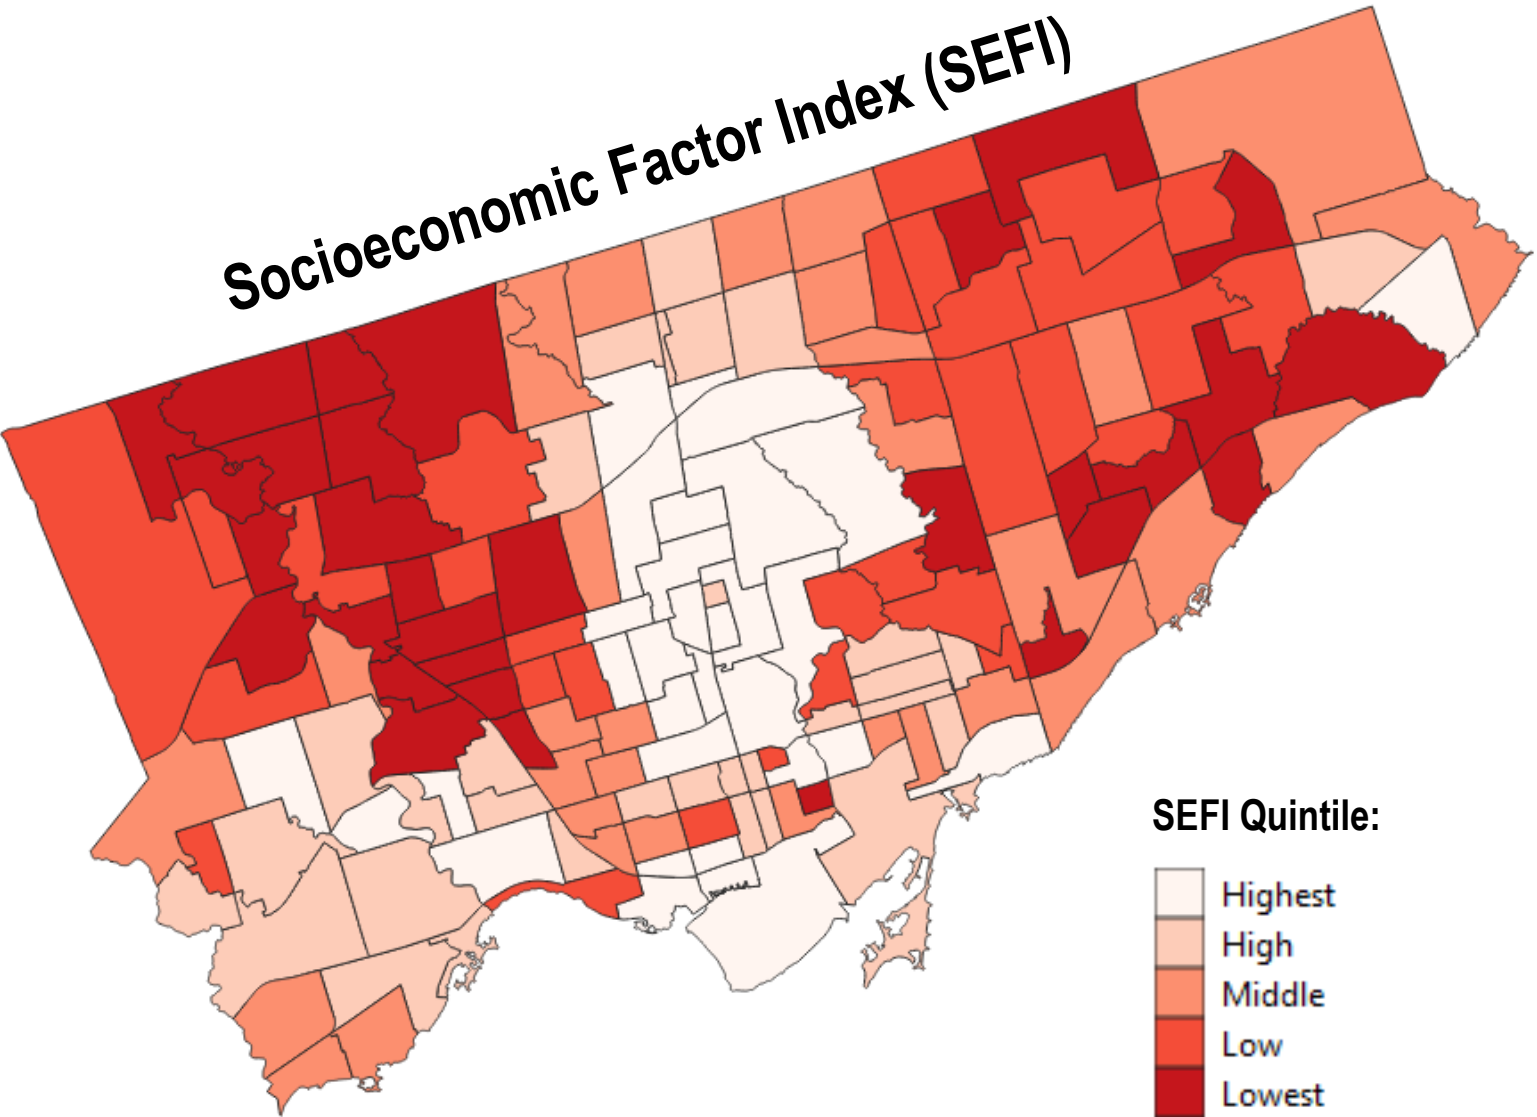 Socioeconomic Factor Index (SEFI)
SEFI Quintile:
Highest
High
Middle
Low
Lowest